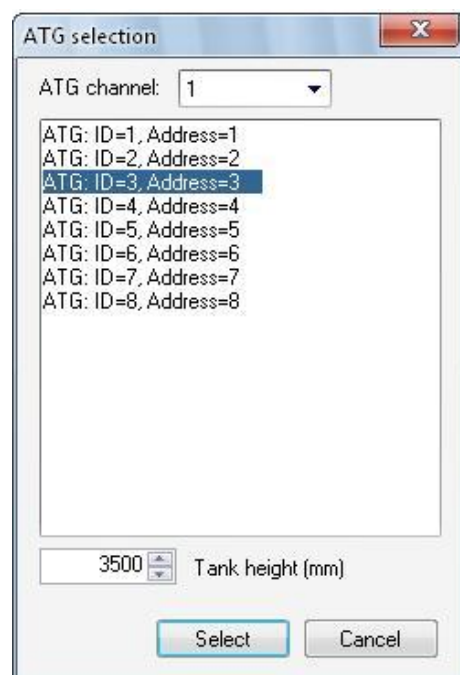 ATG selection
ATG channel: 1
ATG: ID=1, Address=1
ATG: ID=2, Address=2
ATG: ID=3, Address=3
ATG: ID=4, Address=4
ATG: ID=5, Address=5
ATG: ID=6, Address=6
ATG: ID=7, Address=7
ATG: ID=8, Address=8
3500 Tank height (mm)
Select Cancel